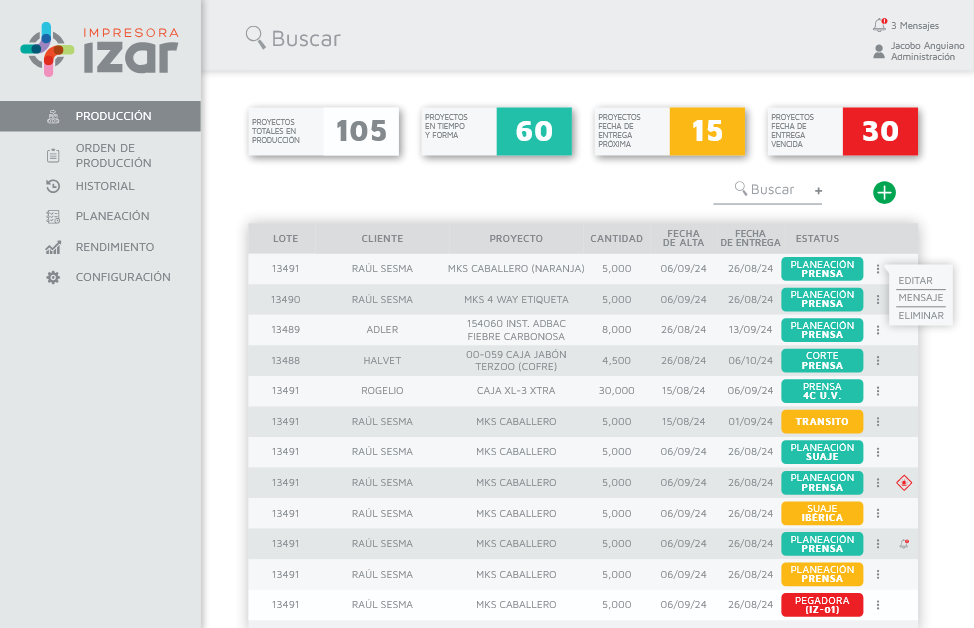 IMPRESORA
izar
Buscar
3 Mensajes
Jacobo Anguiano
Administración
PRODUCCIÓN
ORDEN DE
PRODUCCIÓN
HISTORIAL
PLANEACIÓN
RENDIMIENTO
CONFIGURACIÓN
PROYECTOS
TOTALES EN
PRODUCCIÓN
105
PROYECTOS
EN TIEMPO
Y FORMA
60
PROYECTOS
FECHA DE
ENTREGA
PRÓXIMA
15
PROYECTOS
FECHA DE
ENTREGA
VENCIDA
30
Buscar +
LOTE CLIENTE PROYECTO CANTIDAD FECHA DE ALTA FECHA DE ENTREGA ESTATUS
13491 RAÚL SESMA MKS CABALLERO (NARANJA) 5,000 06/09/24 26/08/24 PLANEACIÓN PRENSA
EDITAR
MENSAJE
ELIMINAR
13490 RAÚL SESMA MKS 4 WAY ETIQUETA 5,000 06/09/24 26/08/24 PLANEACIÓN PRENSA
13489 ADLER 154060 INST. ADBAC FIEBRE CARBONOSA 8,000 26/08/24 13/09/24 PLANEACIÓN PRENSA
13488 HALVET 00-059 CAJA JABÓN TERZOO (COFRE) 4,500 26/08/24 06/10/24 CORTE PRENSA
13491 ROGELIO CAJA XL-3 XTRA 30,000 15/08/24 06/09/24 PRENSA 4C U.V.
13491 RAÚL SESMA MKS CABALLERO 5,000 15/08/24 01/09/24 TRANSITO
13491 RAÚL SESMA MKS CABALLERO 5,000 06/09/24 26/08/24 PLANEACIÓN SUAJE
13491 RAÚL SESMA MKS CABALLERO 5,000 06/09/24 26/08/24 PLANEACIÓN PRENSA
13491 RAÚL SESMA MKS CABALLERO 5,000 06/09/24 26/08/24 SUAJE IBÉRICA
13491 RAÚL SESMA MKS CABALLERO 5,000 06/09/24 26/08/24 PLANEACIÓN PRENSA
13491 RAÚL SESMA MKS CABALLERO 5,000 06/09/24 26/08/24 PLANEACIÓN PRENSA
13491 RAÚL SESMA MKS CABALLERO 5,000 06/09/24 26/08/24 PEGADORA (IZ-01)